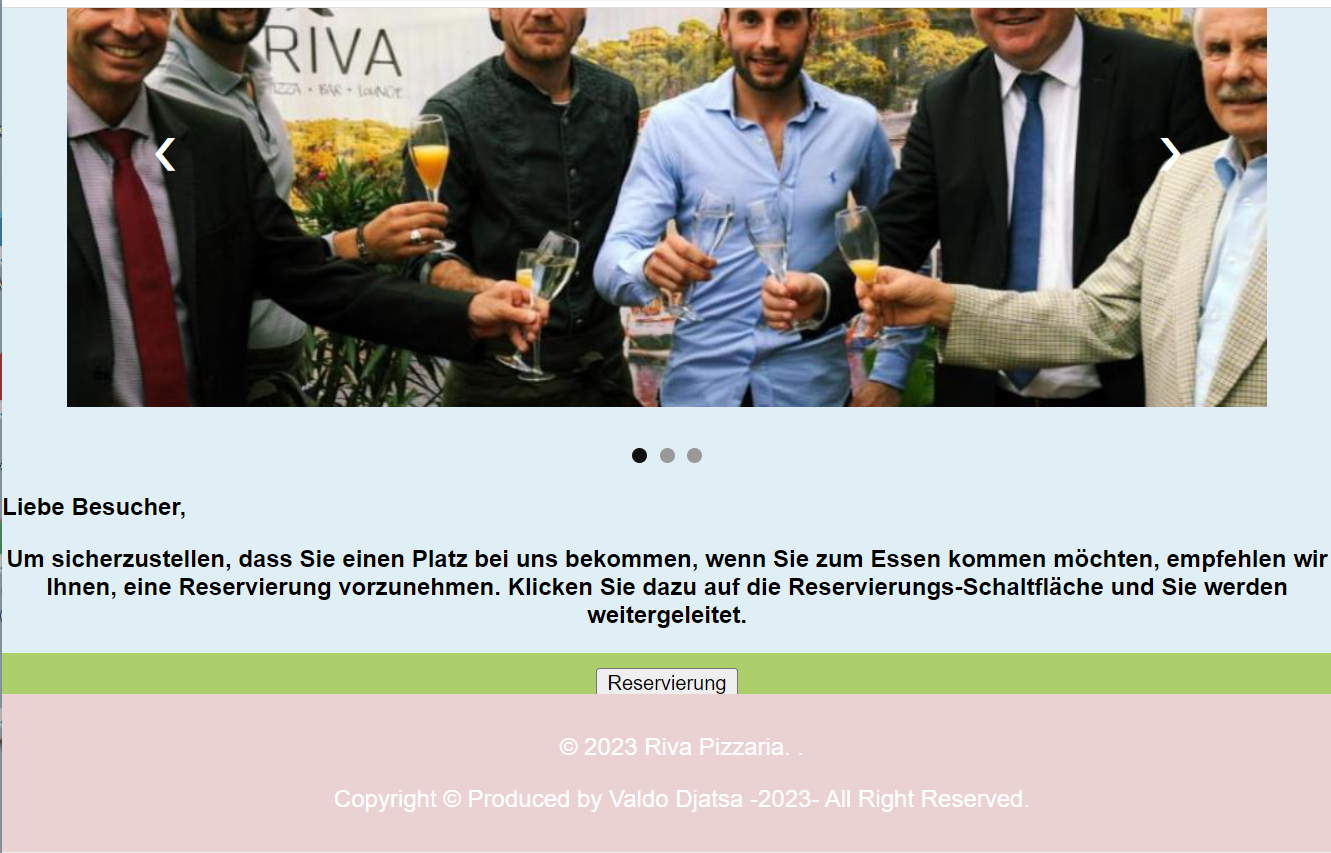 RIVA
PIZZA • BAR • LOUNGE
Liebe Besucher,
Um sicherzustellen, dass Sie einen Platz bei uns bekommen, wenn Sie zum Essen kommen möchten, empfehlen wir
Ihnen, eine Reservierung vorzunehmen. Klicken Sie dazu auf die Reservierungs-Schaltfläche und Sie werden
weitergeleitet.
Reservierung
© 2023 Riva Pizzaria. .
Copyright © Produced by Valdo Djatsa -2023- All Right Reserved.